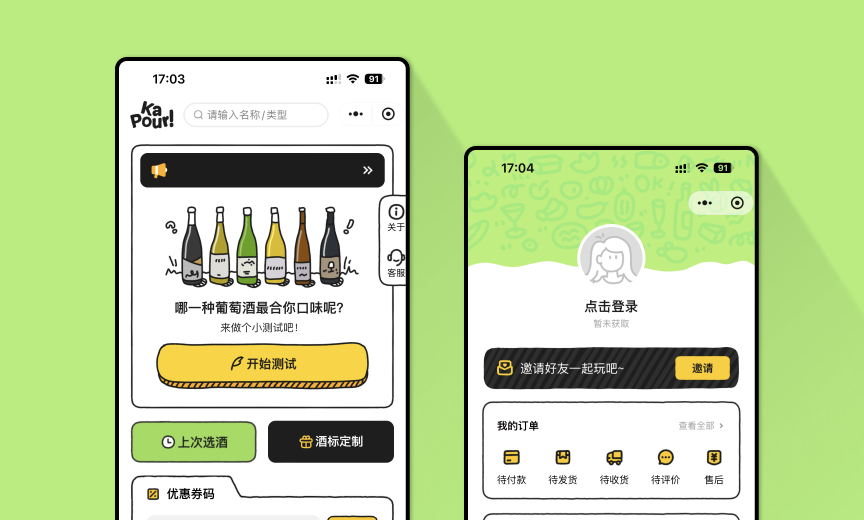 17:03
91
Ka
Pour!
请输入名称/类型
关于
客服
哪一种葡萄酒最合你口味呢?
来做个小测试吧!
开始测试
上次选酒
酒标定制
优惠券码
17:04
91
OK
点击登录
暂未获取
邀请好友一起玩吧~
邀请
我的订单
查看全部
待付款
待发货
待收货
待评价
售后